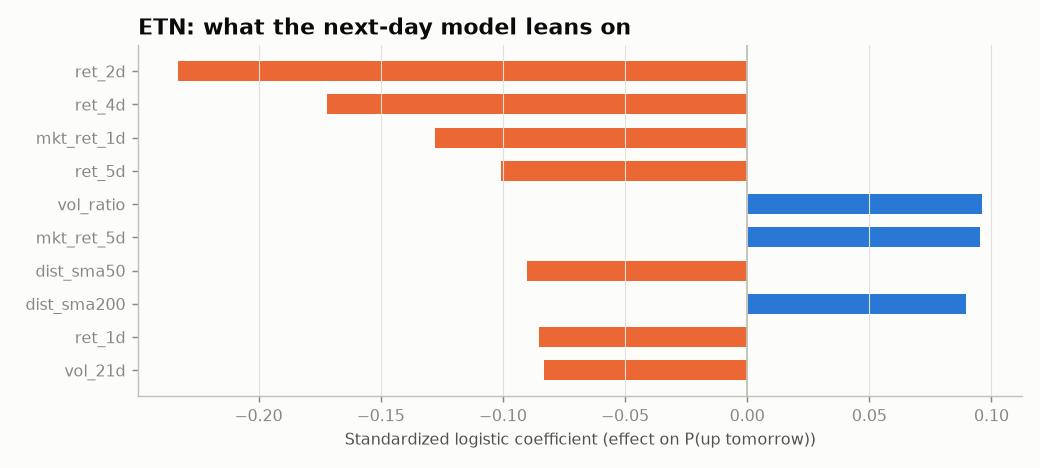 ETN: what the next-day model leans on
ret_2d
ret_4d
mkt_ret_1d
ret_5d
vol_ratio
mkt_ret_5d
dist_sma50
dist_sma200
ret_1d
vol_21d
−0.20 −0.15 −0.10 −0.05 0.00 0.05 0.10
Standardized logistic coefficient (effect on P(up tomorrow))